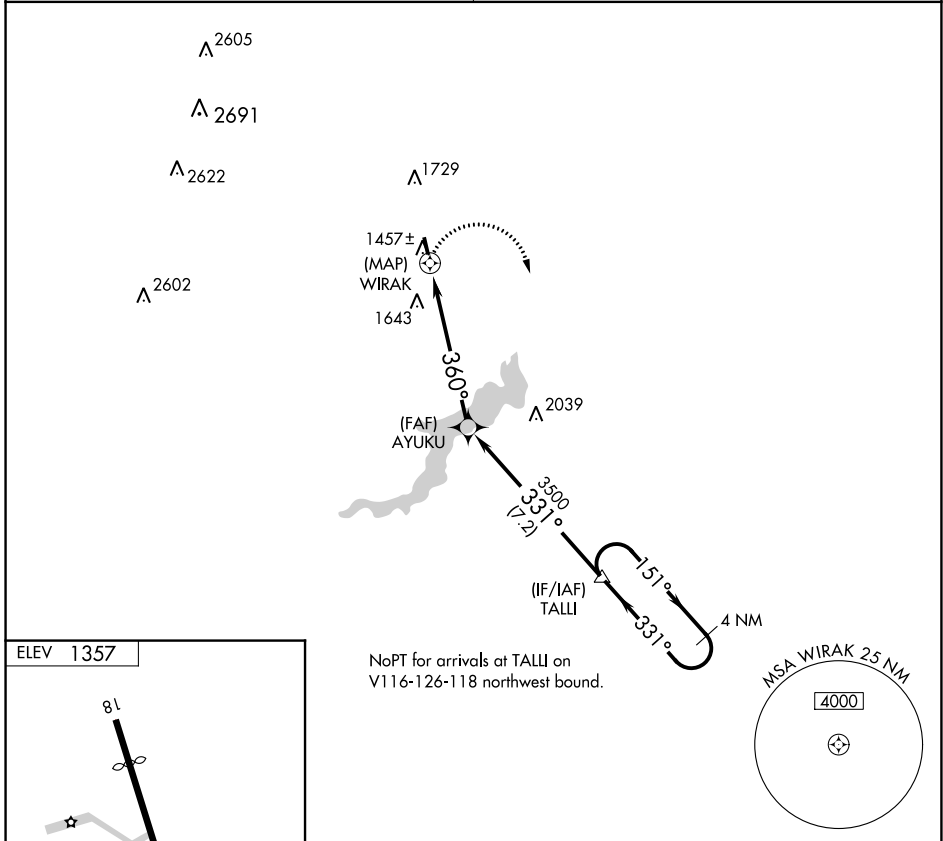 2605
2691
2622
1729
1457±
(MAP)
WIRAK
2602
1643
360°
(FAF)
AYUKU
2039
3500
331°
(7.2)
(IF/IAF)
TALLI
151°
331°
4 NM
NoPT for arrivals at TALLI on
V116-126-118 northwest bound.
MSA WIRAK 25 NM
4000
ELEV 1357
18